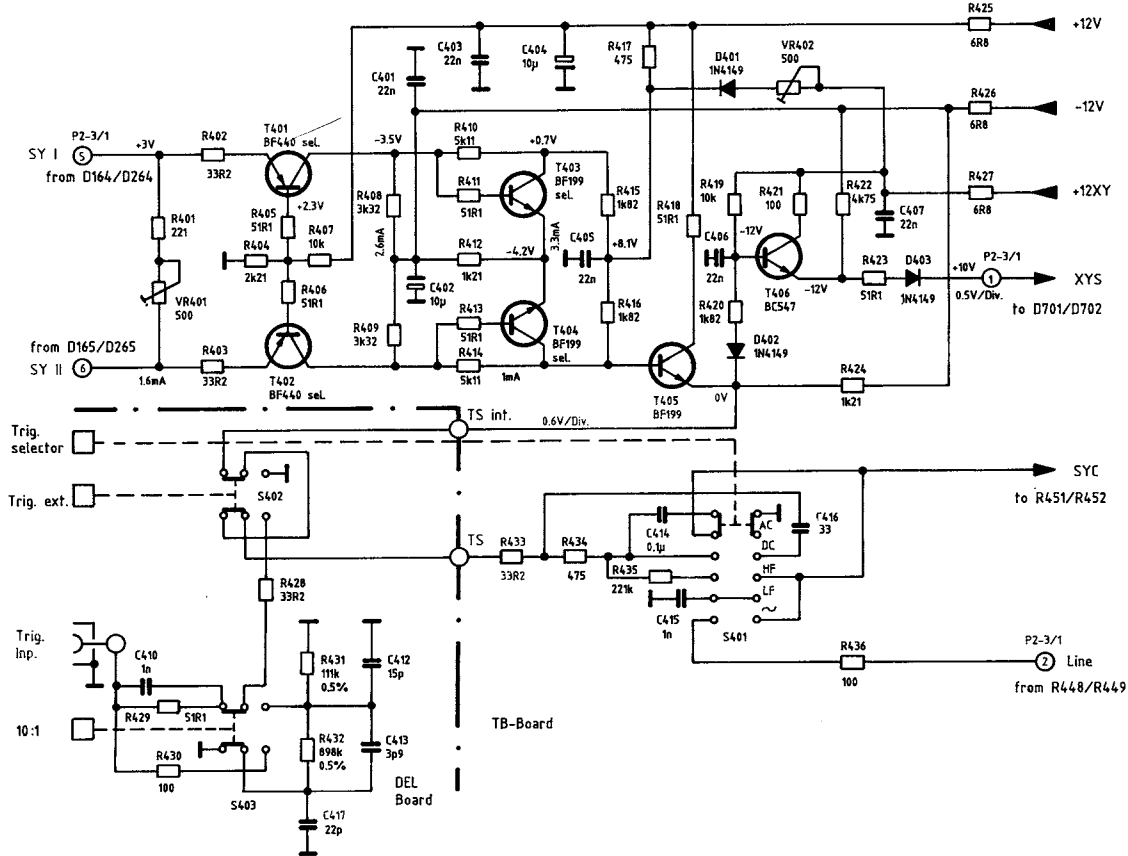 R425
+12V
6R8
C403
22n
C404
10µ
R417
475
D401
1N4149
VR402
500
C401
22n
R426
-12V
6R8
P2-3/1
SY I
5
+3V
R402
33R2
T401
BF440 sel.
-3.5V
R410
5k11
+0.7V
T403
BF199
sel.
from D164/D264
R411
51R1
R401
221
+2.3V
R405
51R1
R407
10k
R408
3k32
2.6mA
R415
1k82
R418
51R1
R419
10k
R421
100
R422
4k75
R427
+12XY
6R8
C407
22n
R404
2k21
R412
1k21
-4.2V
3.3mA
C405
22n
+8.1V
C406
22n
-12V
T406
BC547
-12V
R423
51R1
D403
1N4149
+10V
P2-3/1
1
0.5V/Div.
XYS
to D701/D702
VR401
500
R406
51R1
C402
10µ
R413
51R1
T404
BF199
sel.
R416
1k82
R420
1k82
D402
1N4149
R409
3k32
R414
5k11
1mA
from D165/D265
SY II
6
1.6mA
R403
33R2
T402
BF440 sel.
T405
BF199
0V
R424
1k21
TS int.
0.6V/Div.
Trig.
selector
Trig. ext.
S402
SYC
to R451/R452
C414
0.1µ
AC
C416
33
DC
HF
LF
~
S401
TS
R433
33R2
R434
475
R435
221k
C415
1n
R428
33R2
Trig.
Inp.
C410
1n
R431
111k
0.5%
C412
15p
R436
100
P2-3/1
2
Line
from R448/R449
R429
51R1
10:1
R430
100
S403
R432
898k
0.5%
C413
3p9
TB-Board
DEL
Board
C417
22p